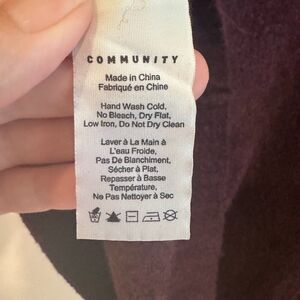 COMMUNITY
Made in China
Fabriqué en Chine
Hand Wash Cold,
No Bleach, Dry Flat,
Low Iron, Do Not Dry Clean
Laver à La Main à
L'eau Froide,
Pas De Blanchiment,
Sécher à Plat,
Repasser à Basse
Température,
Ne Pas Nettoyer à Sec